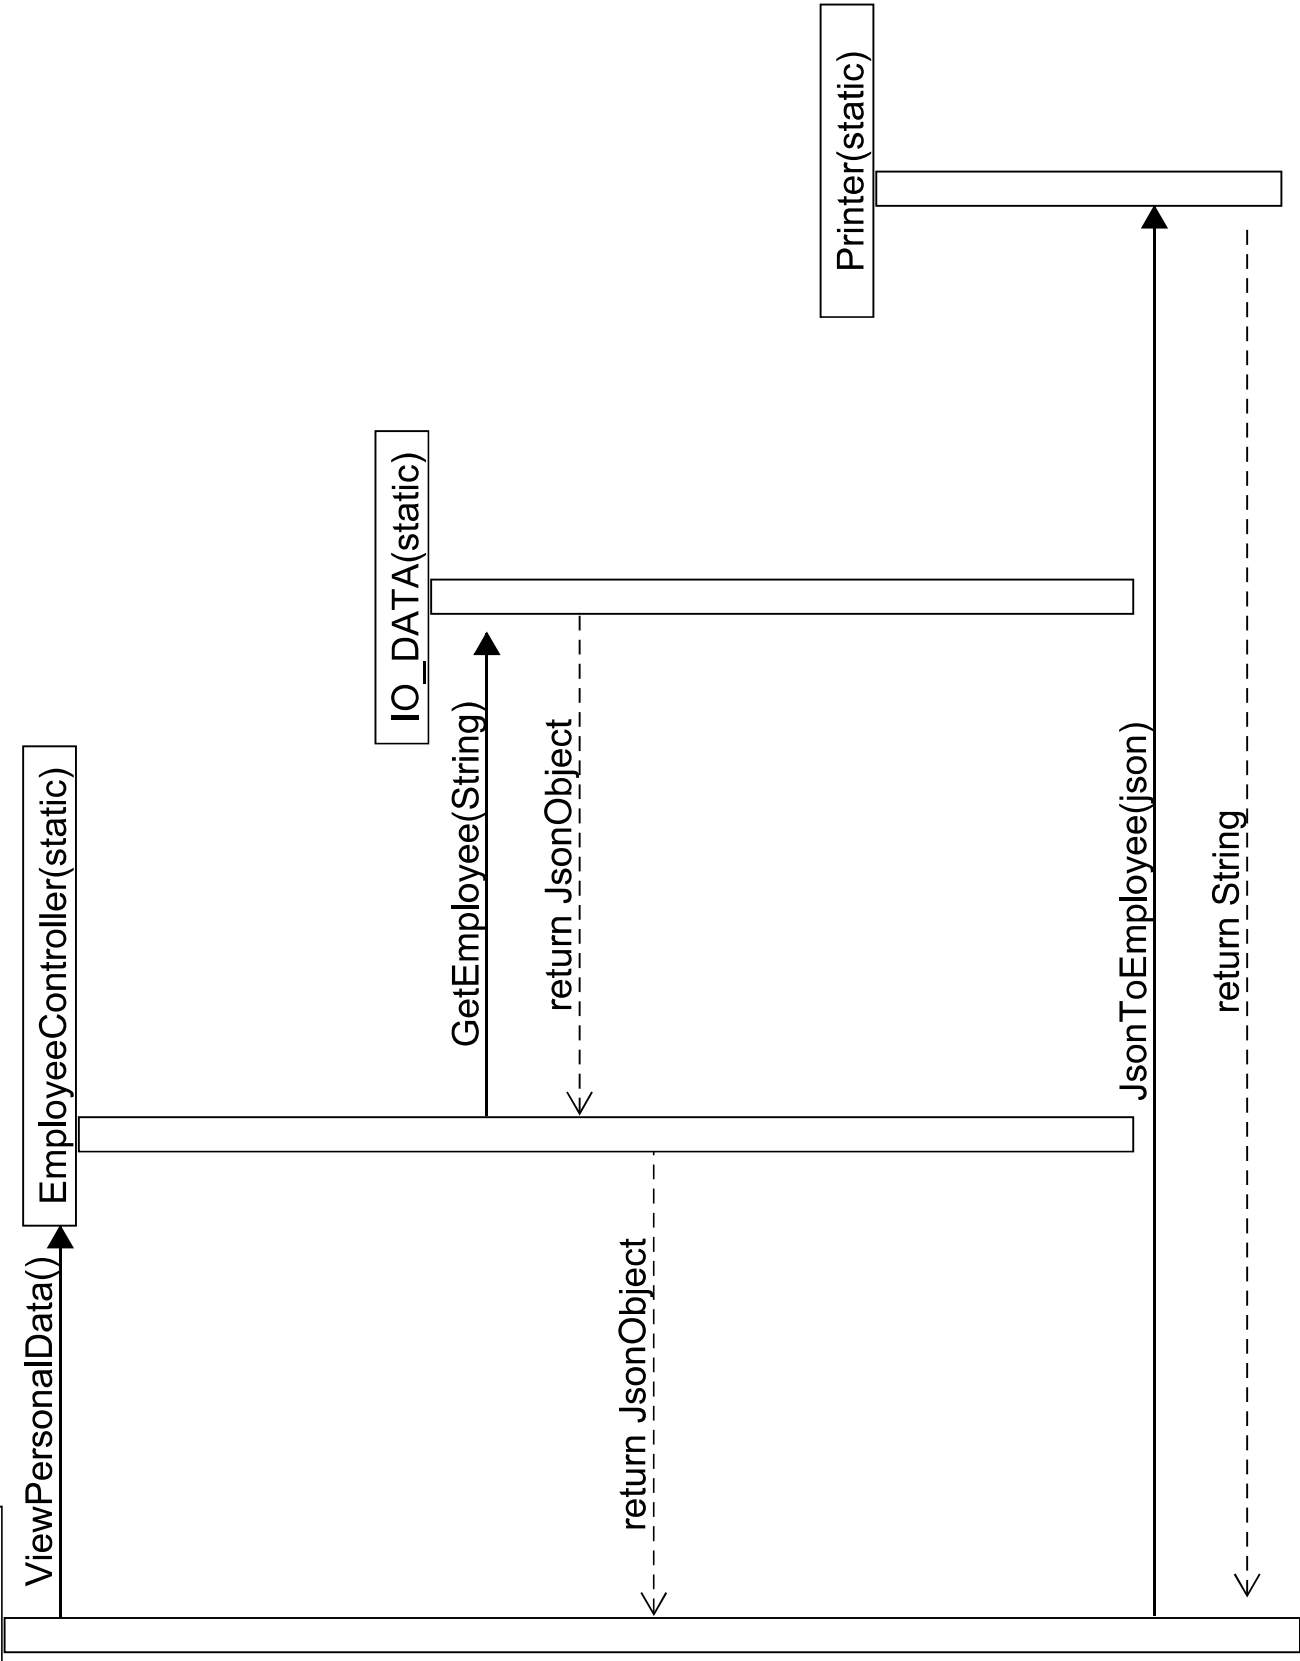 ViewPersonalData()
EmployeeController(static)
IO_DATA(static)
GetEmployee(String)
return JsonObject
return JsonObject
Printer(static)
JsonToEmployee(json)
return String